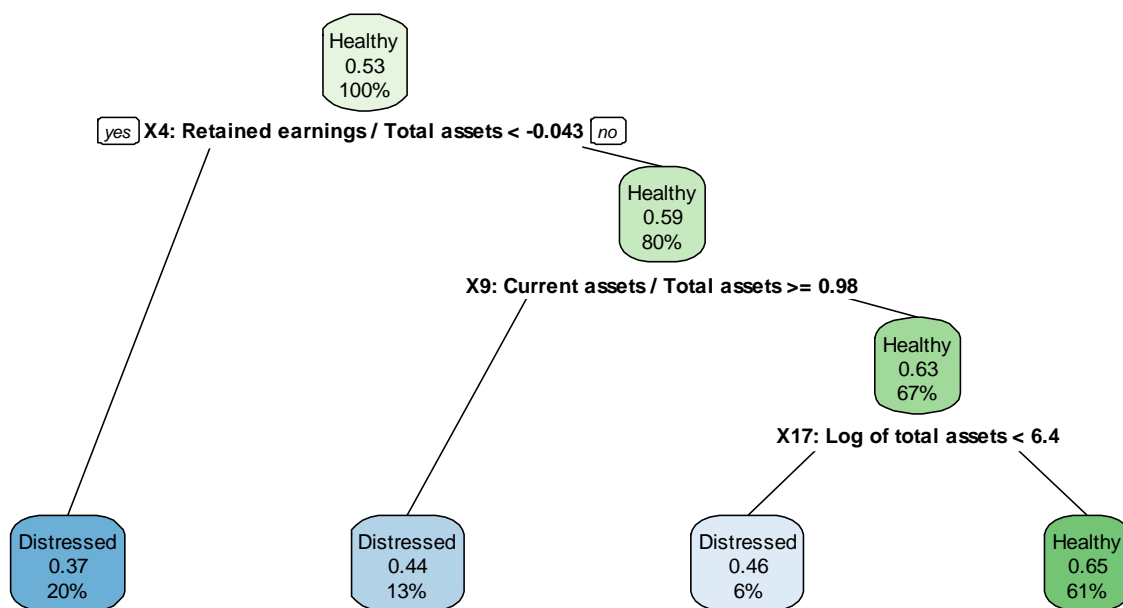 Healthy
0.53
100%
yes X4: Retained earnings / Total assets < -0.043 no
Healthy
0.59
80%
X9: Current assets / Total assets >= 0.98
Healthy
0.63
67%
X17: Log of total assets < 6.4
Distressed
0.37
20%
Distressed
0.44
13%
Distressed
0.46
6%
Healthy
0.65
61%